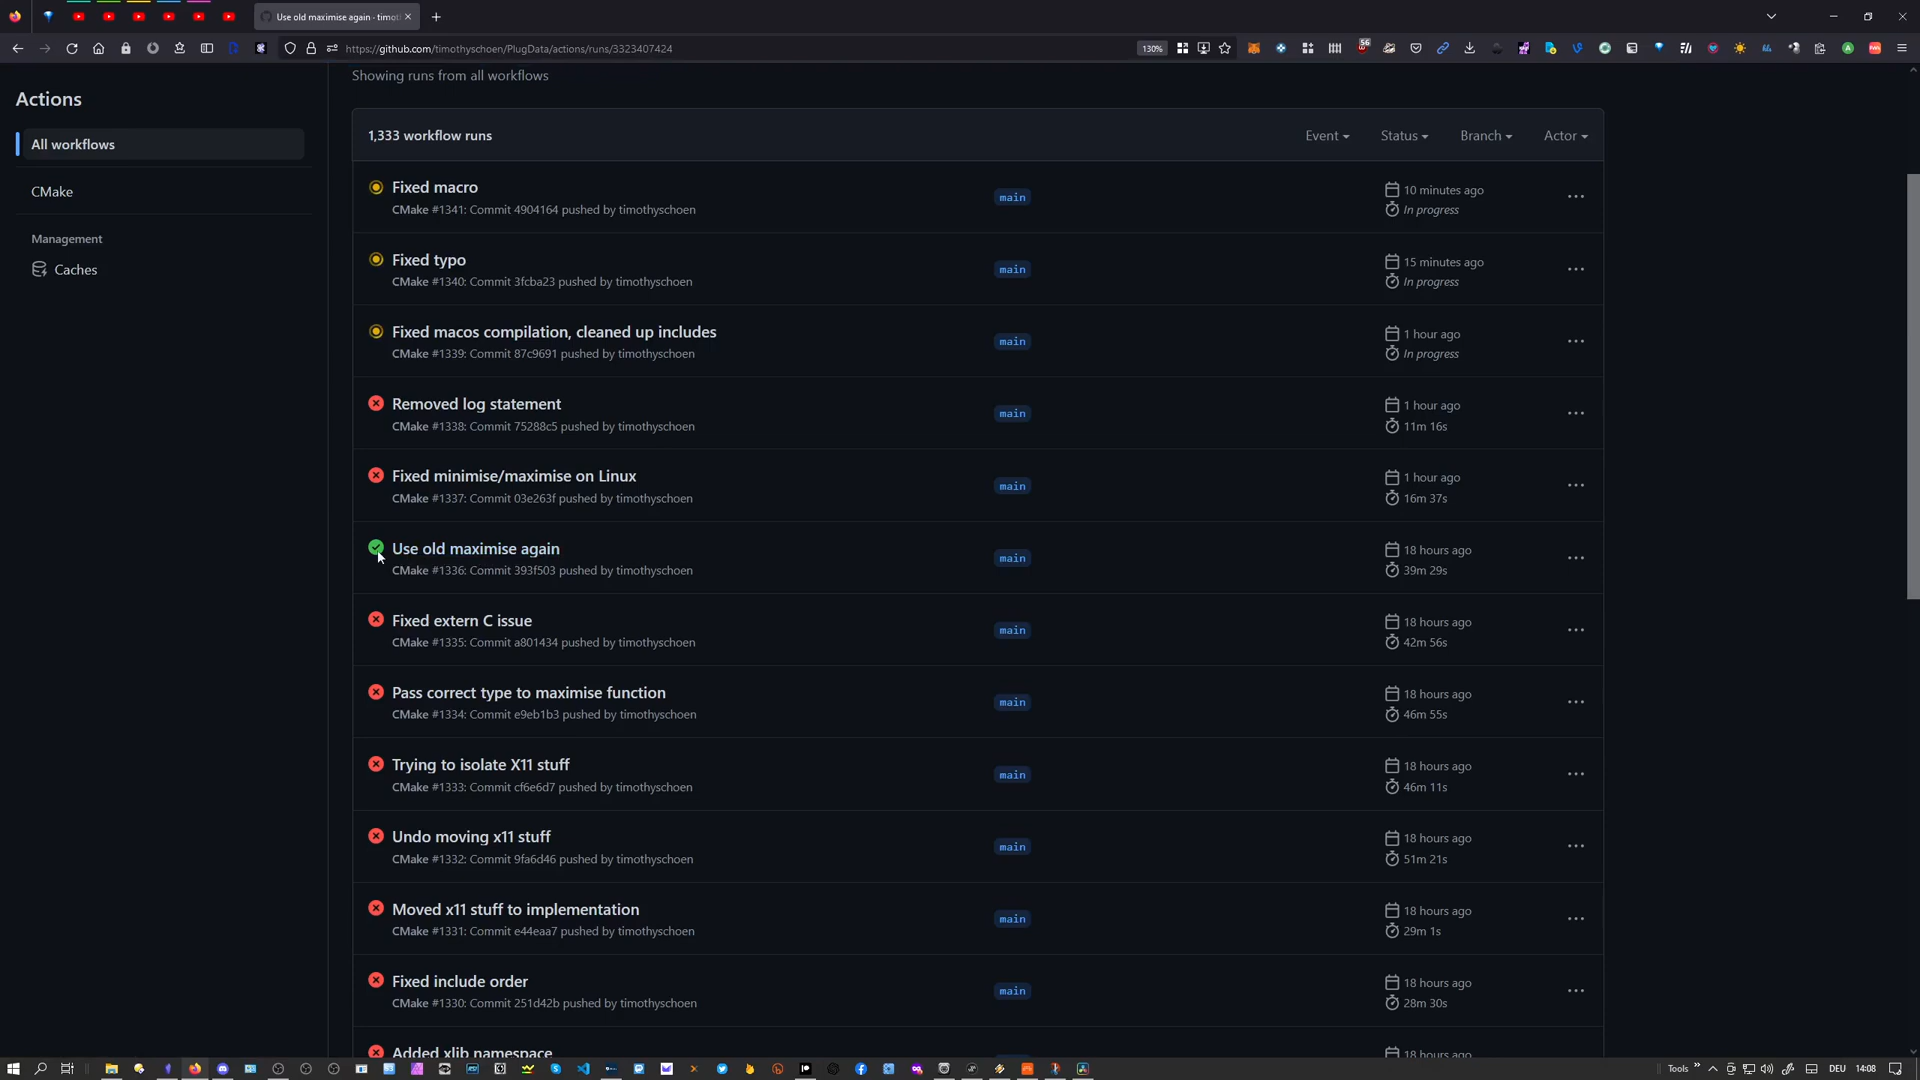 Use old maximise again · timot
https://github.com/timothyschoen/PlugData/actions/runs/3323407424
130%
56
Showing runs from all workflows
Actions
All workflows
CMake
Management
Caches
1,333 workflow runs
Event
Status
Branch
Actor
Fixed macro
CMake #1341: Commit 4904164 pushed by timothyschoen
main
10 minutes ago
In progress
Fixed typo
CMake #1340: Commit 3fcba23 pushed by timothyschoen
main
15 minutes ago
In progress
Fixed macos compilation, cleaned up includes
CMake #1339: Commit 87c9691 pushed by timothyschoen
main
1 hour ago
In progress
Removed log statement
CMake #1338: Commit 75288c5 pushed by timothyschoen
main
1 hour ago
11m 16s
Fixed minimise/maximise on Linux
CMake #1337: Commit 03e263f pushed by timothyschoen
main
1 hour ago
16m 37s
Use old maximise again
CMake #1336: Commit 393f503 pushed by timothyschoen
main
18 hours ago
39m 29s
Fixed extern C issue
CMake #1335: Commit a801434 pushed by timothyschoen
main
18 hours ago
42m 56s
Pass correct type to maximise function
CMake #1334: Commit e9eb1b3 pushed by timothyschoen
main
18 hours ago
46m 55s
Trying to isolate X11 stuff
CMake #1333: Commit cf6e6d7 pushed by timothyschoen
main
18 hours ago
46m 11s
Undo moving x11 stuff
CMake #1332: Commit 9fa6d46 pushed by timothyschoen
main
18 hours ago
51m 21s
Moved x11 stuff to implementation
CMake #1331: Commit e44eaa7 pushed by timothyschoen
main
18 hours ago
29m 1s
Fixed include order
CMake #1330: Commit 251d42b pushed by timothyschoen
main
18 hours ago
28m 30s
Added xlib namespace
18 hours ago
Tools
DEU
14:08